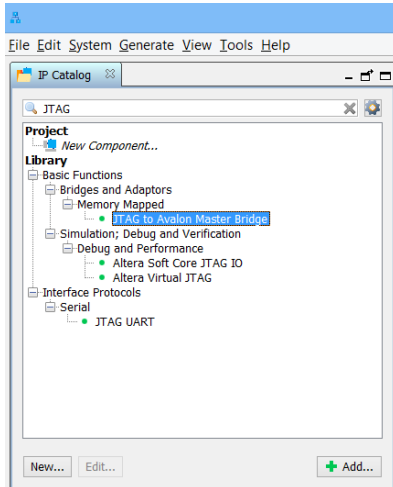 File Edit System Generate View Tools Help
IP Catalog
JTAG
Project
New Component...
Library
Basic Functions
Bridges and Adaptors
Memory Mapped
JTAG to Avalon Master Bridge
Simulation; Debug and Verification
Debug and Performance
Altera Soft Core JTAG IO
Altera Virtual JTAG
Interface Protocols
Serial
JTAG UART
New... Edit... Add...